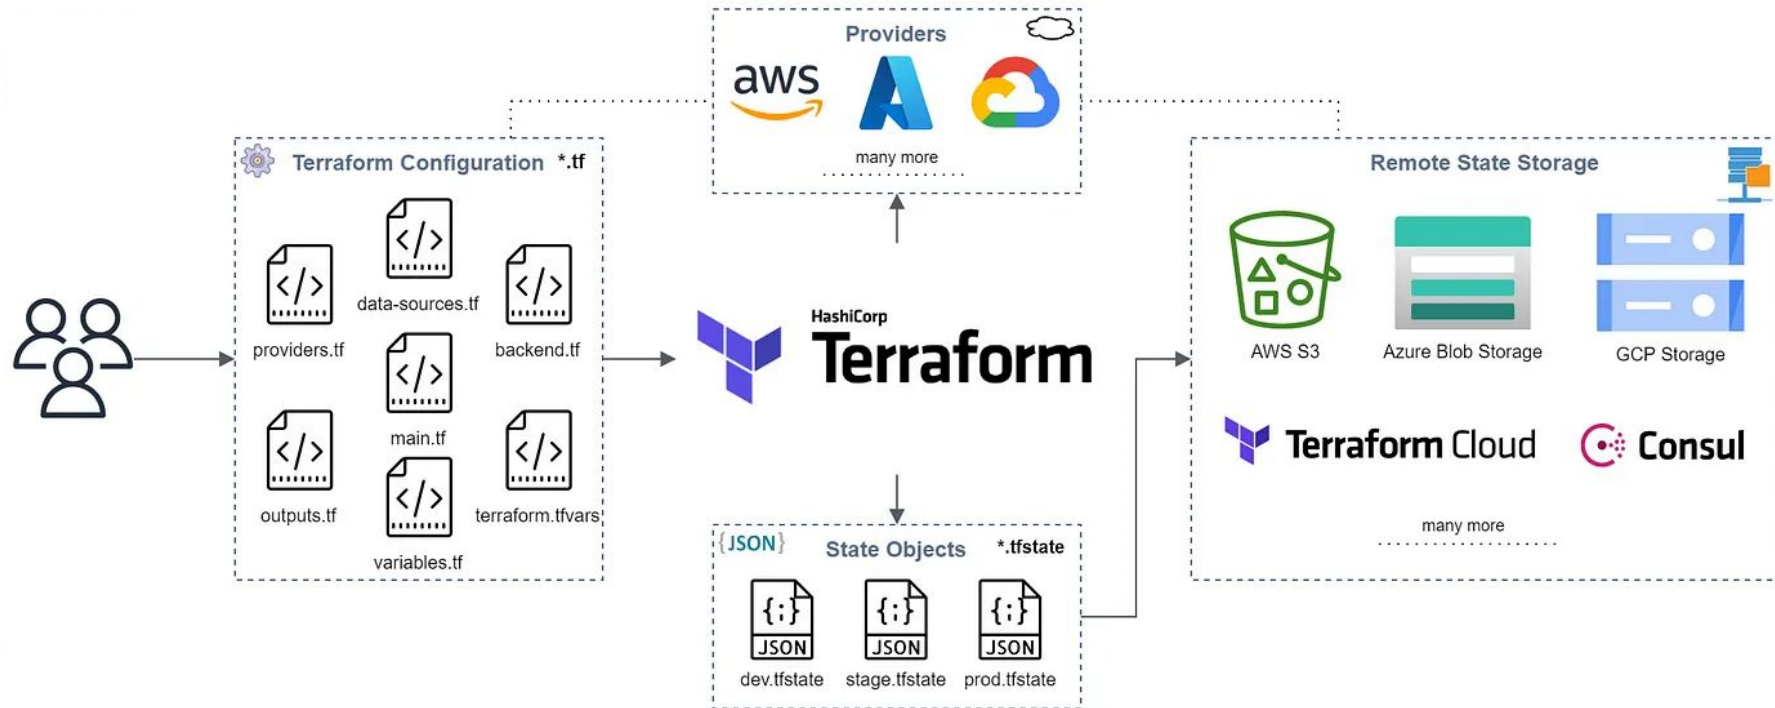 Providers
aws
many more
Terraform Configuration *.tf
data-sources.tf
providers.tf
backend.tf
main.tf
outputs.tf
terraform.tfvars
variables.tf
HashiCorp
Terraform
{JSON}
State Objects *.tfstate
{;}
JSON
{;}
JSON
{;}
JSON
dev.tfstate
stage.tfstate
prod.tfstate
Remote State Storage
AWS S3
Azure Blob Storage
GCP Storage
Terraform Cloud
Consul
many more